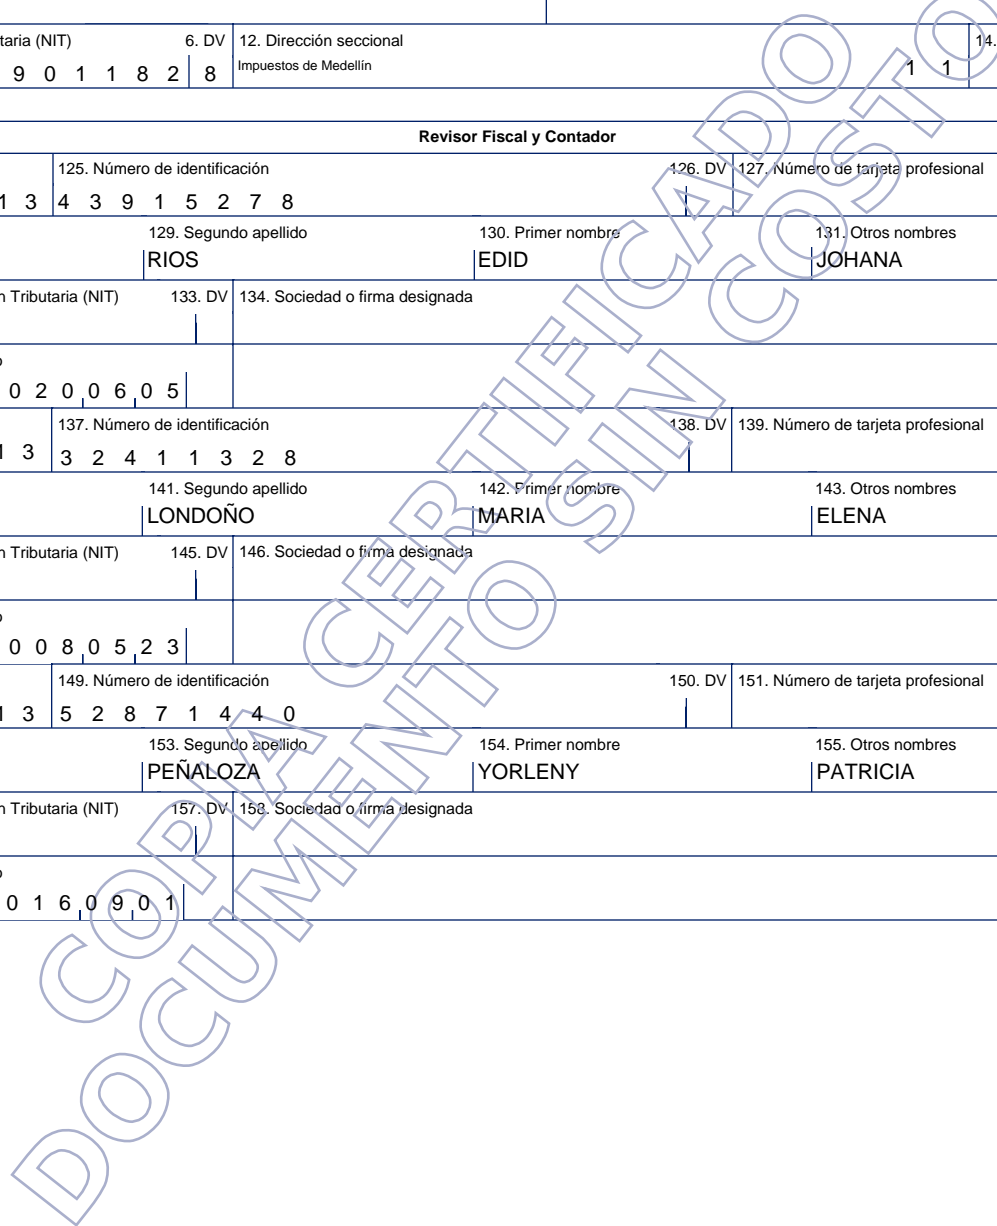 taria (NIT) 6. DV 12. Dirección seccional 14.
9 0 1 1 8 2 8 Impuestos de Medellín 1 1
Revisor Fiscal y Contador
125. Número de identificación 126. DV 127. Número de tarjeta profesional
1 3 4 3 9 1 5 2 7 8
129. Segundo apellido 130. Primer nombre 131. Otros nombres
RIOS EDID JOHANA
n Tributaria (NIT) 133. DV 134. Sociedad o firma designada
o
0 2 0 0 6 0 5
137. Número de identificación 138. DV 139. Número de tarjeta profesional
1 3 3 2 4 1 1 3 2 8
141. Segundo apellido 142. Primer nombre 143. Otros nombres
LONDOÑO MARIA ELENA
n Tributaria (NIT) 145. DV 146. Sociedad o firma designada
o
0 0 8 0 5 2 3
149. Número de identificación 150. DV 151. Número de tarjeta profesional
1 3 5 2 8 7 1 4 4 0
153. Segundo apellido 154. Primer nombre 155. Otros nombres
PEÑALOZA YORLENY PATRICIA
n Tributaria (NIT) 157. DV 158. Sociedad o firma designada
o
0 1 6 0 9 0 1
COPIA CERTIFICADO
DOCUMENTO SIN COSTO